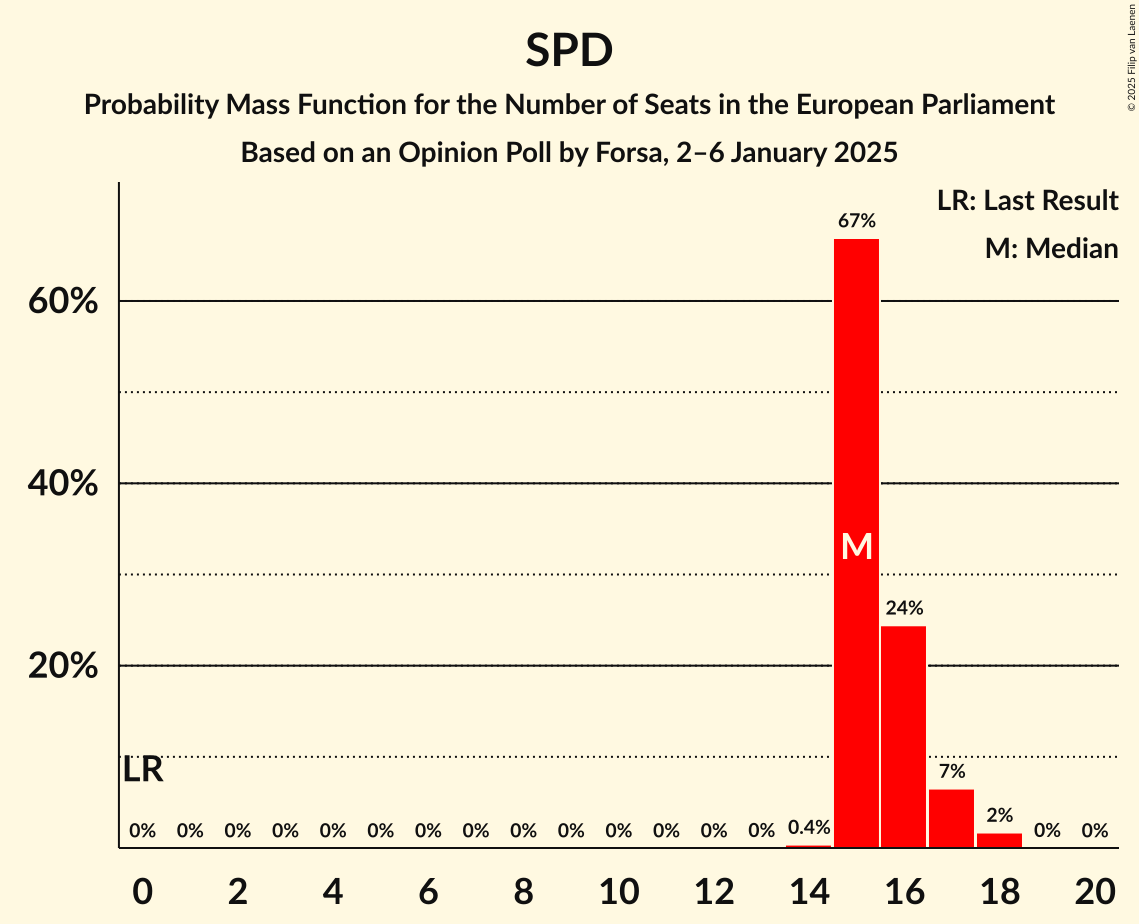 SPD
Probability Mass Function for the Number of Seats in the European Parliament
Based on an Opinion Poll by Forsa, 2–6 January 2025
© 2025 Filip van Laenen
LR: Last Result
M: Median
67%
60%
40%
M
24%
20%
LR
7%
0% 0% 0% 0% 0% 0% 0% 0% 0% 0% 0% 0% 0% 0% 0.4% 2% 0% 0%
0 2 4 6 8 10 12 14 16 18 20